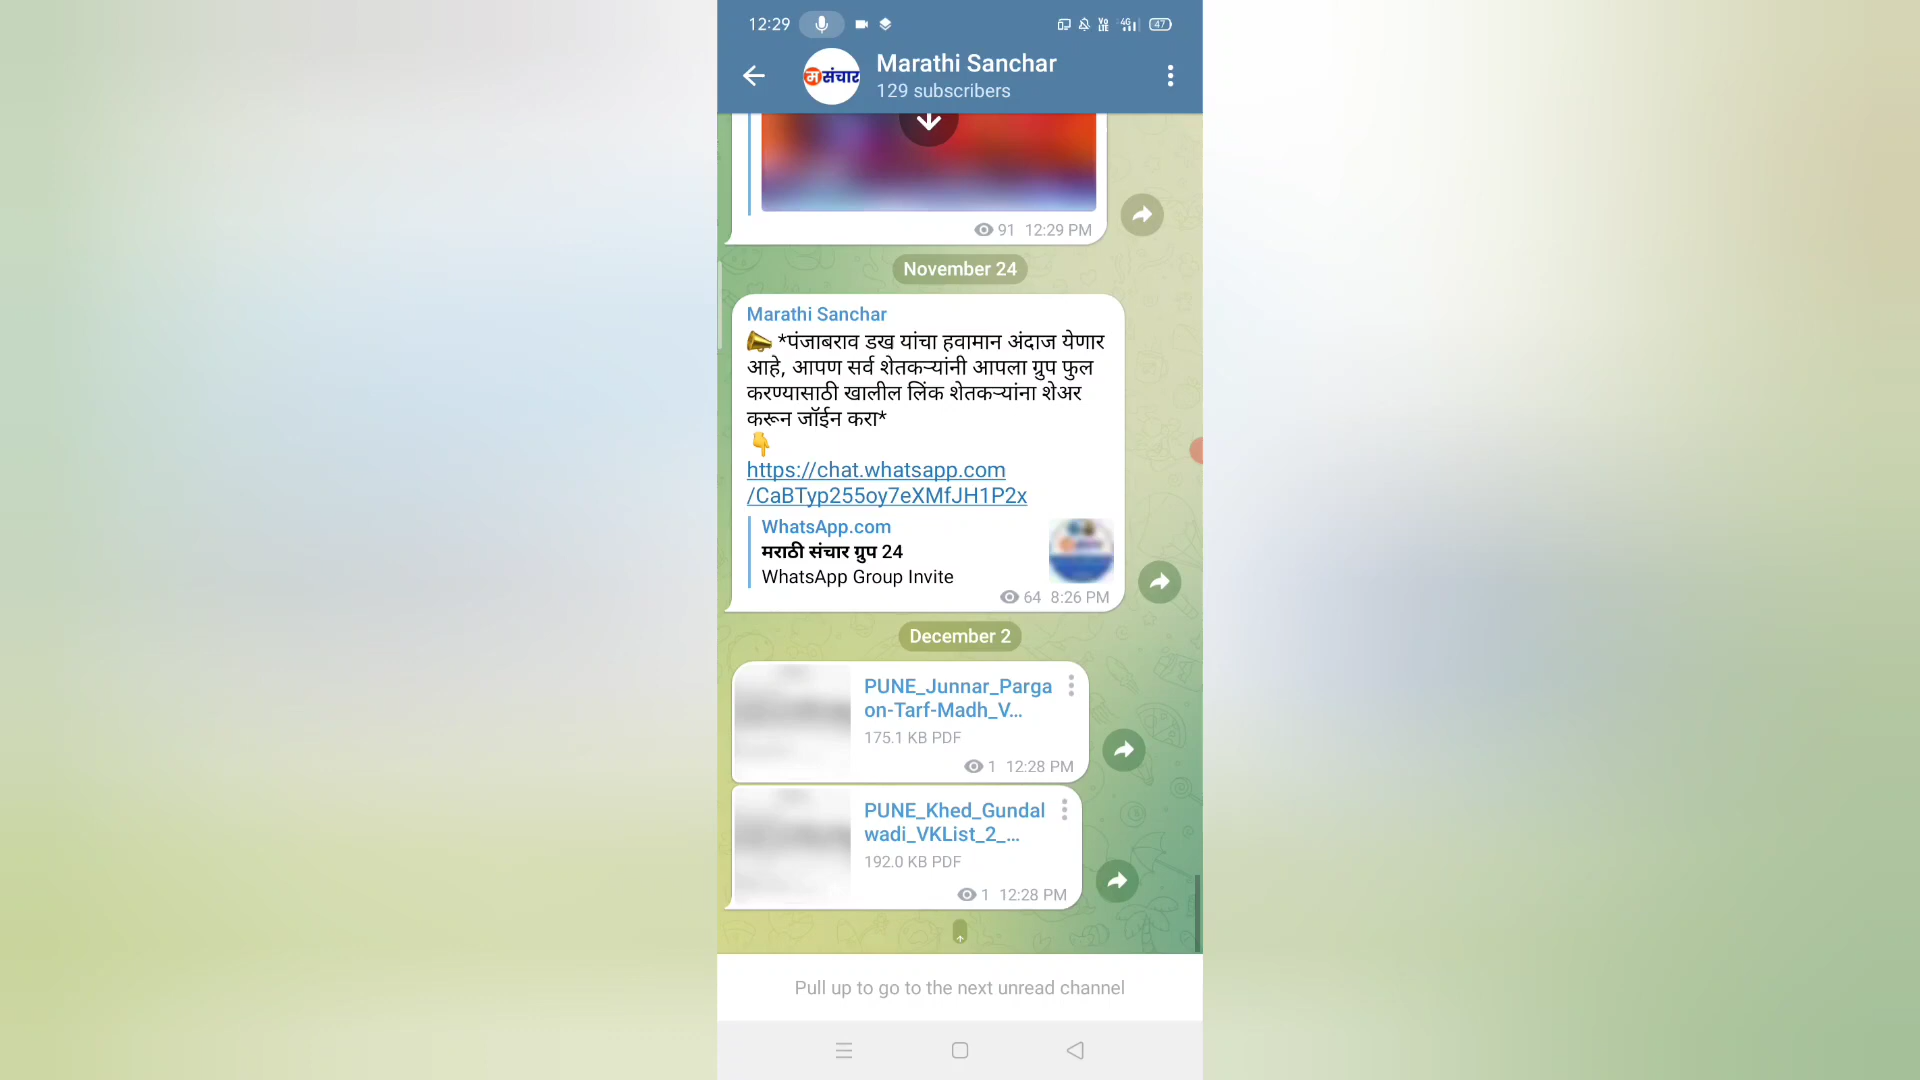 12:29
47
मसंचार
Marathi Sanchar
129 subscribers
91 12:29 PM
November 24
Marathi Sanchar
*पंजाबराव डख यांचा हवामान अंदाज येणार
आहे, आपण सर्व शेतकऱ्यांनी आपला ग्रुप फुल
करण्यासाठी खालील लिंक शेतकऱ्यांना शेअर
करून जॉईन करा*
https://chat.whatsapp.com
/CaBTyp255oy7eXMfJH1P2x
WhatsApp.com
मराठी संचार ग्रुप 24
WhatsApp Group Invite
64 8:26 PM
December 2
PUNE_Junnar_Parga
on-Tarf-Madh_V...
175.1 KB PDF
1 12:28 PM
PUNE_Khed_Gundal
wadi_VKList_2_...
192.0 KB PDF
1 12:28 PM
Pull up to go to the next unread channel